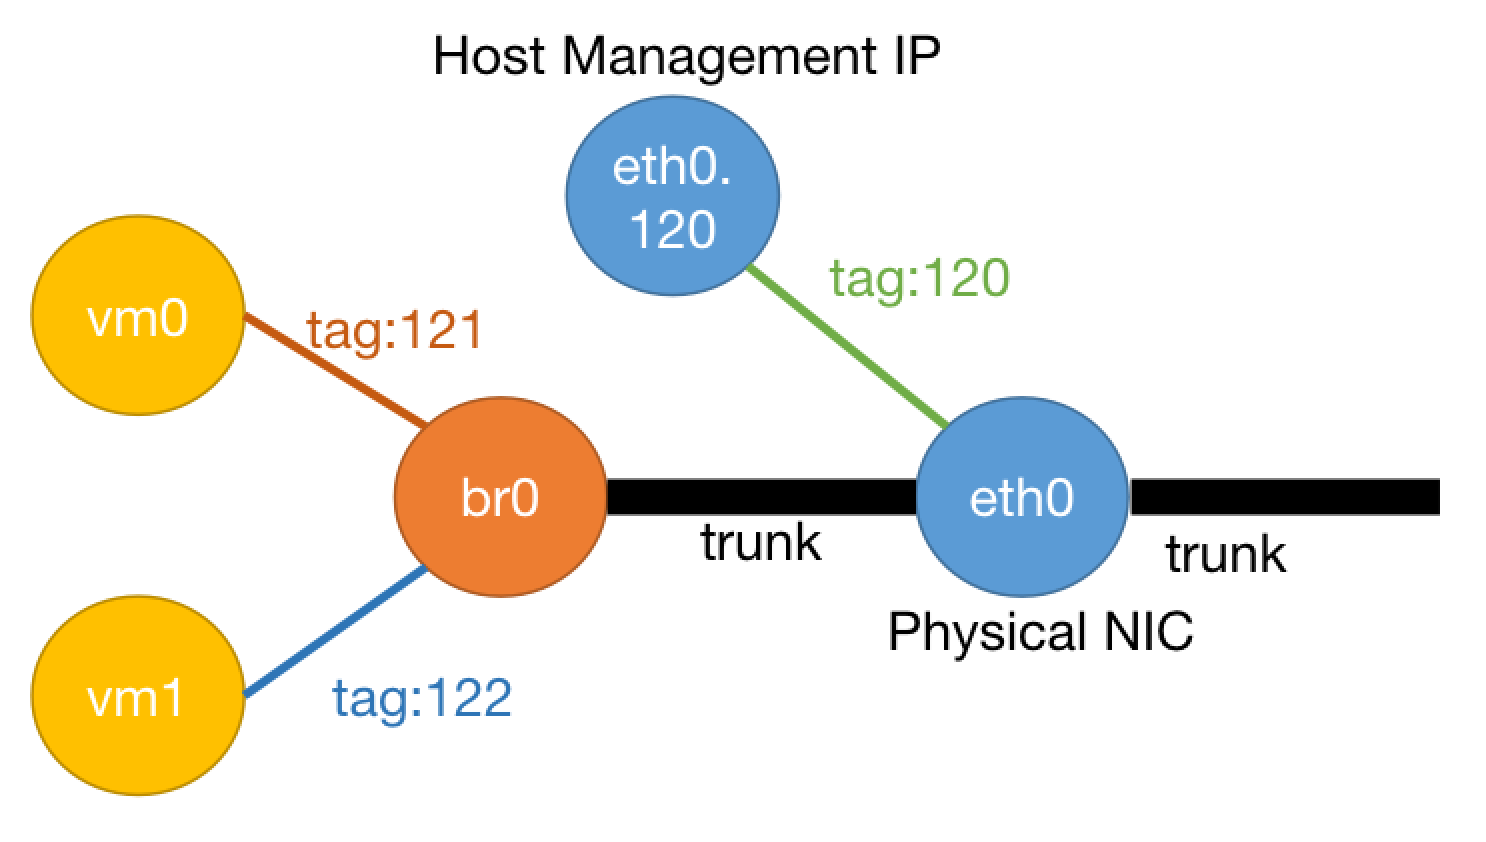 Host Management IP
eth0.
120
tag:120
vm0
tag:121
br0
trunk
eth0
trunk
Physical NIC
vm1
tag:122